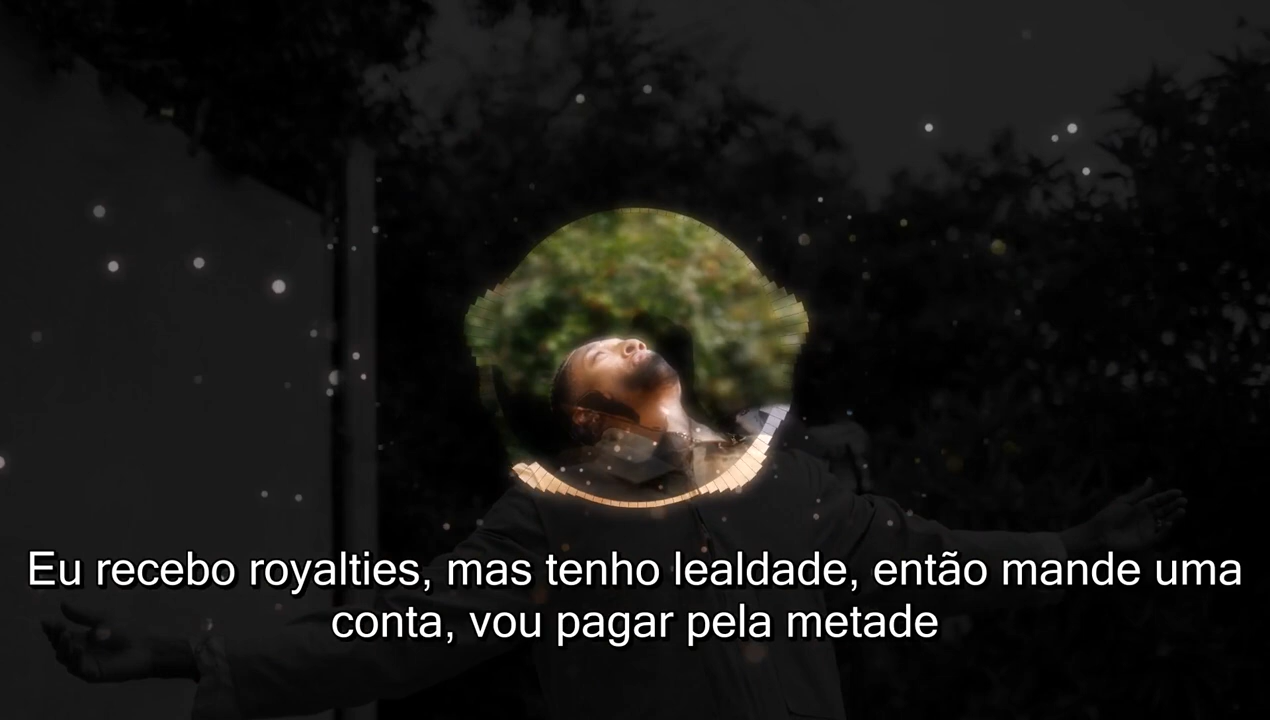 Eu recebo royalties, mas tenho lealdade, então mande uma
conta, vou pagar pela metade